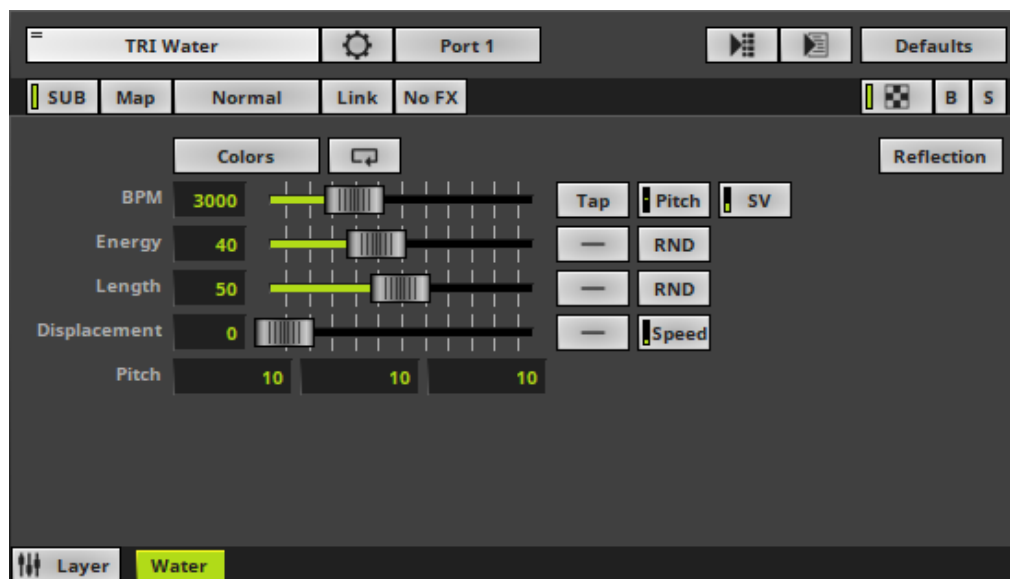 TRI Water Port 1 Defaults
SUB Map Normal Link No FX B S
Colors Reflection
BPM 3000 Tap Pitch SV
Energy 40 RND
Length 50 RND
Displacement 0 Speed
Pitch 10 10 10
Layer Water